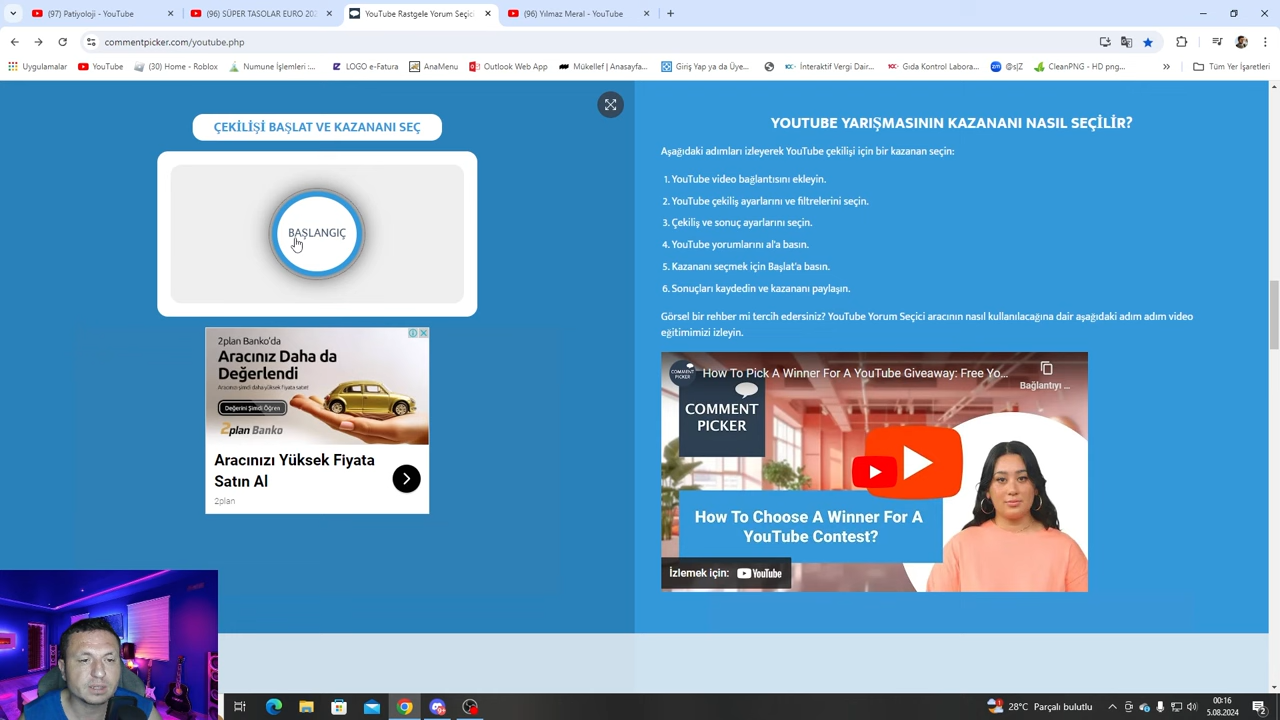 (97) Patiyoloji - YouTube
(96) SÜPER TASOLAR EURO 202
YouTube Rastgele Yorum Seçici
(96) Yılmaz Meral - YouTube
commentpicker.com/youtube.php
Uygulamalar
YouTube
(30) Home - Roblox
Numune İşlemleri :...
LOGO e-Fatura
AnaMenu
Outlook Web App
Mükellef | Anasayfa...
Giriş Yap ya da Üye...
İnteraktif Vergi Dair...
Gıda Kontrol Labora...
@s|Z
CleanPNG - HD png...
»
Tüm Yer İşaretleri
ÇEKİLİŞİ BAŞLAT VE KAZANANI SEÇ
BAŞLANGIÇ
2plan Banko'da
Aracınız Daha da
Değerlendi
Değerini Şimdi Öğren
Aracınızı şimdi daha yüksek fiyata satın!
2plan Banko
Aracınızı Yüksek Fiyata
Satın Al
2plan
YOUTUBE YARIŞMASININ KAZANANI NASIL SEÇİLİR?
Aşağıdaki adımları izleyerek YouTube çekilişi için bir kazanan seçin:
1. YouTube video bağlantısını ekleyin.
2. YouTube çekiliş ayarlarını ve filtrelerini seçin.
3. Çekiliş ve sonuç ayarlarını seçin.
4. YouTube yorumlarını al'a basın.
5. Kazananı seçmek için Başlat'a basın.
6. Sonuçları kaydedin ve kazananı paylaşın.
Görsel bir rehber mi tercih edersiniz? YouTube Yorum Seçici aracının nasıl kullanılacağına dair aşağıdaki adım adım video
eğitimimizi izleyin.
How To Pick A Winner For A YouTube Giveaway: Free Yo...
Bağlantıyı ...
COMMENT
PICKER
How To Choose A Winner For A
YouTube Contest?
İzlemek için: YouTube
28°C Parçalı bulutlu
00:16
5.08.2024